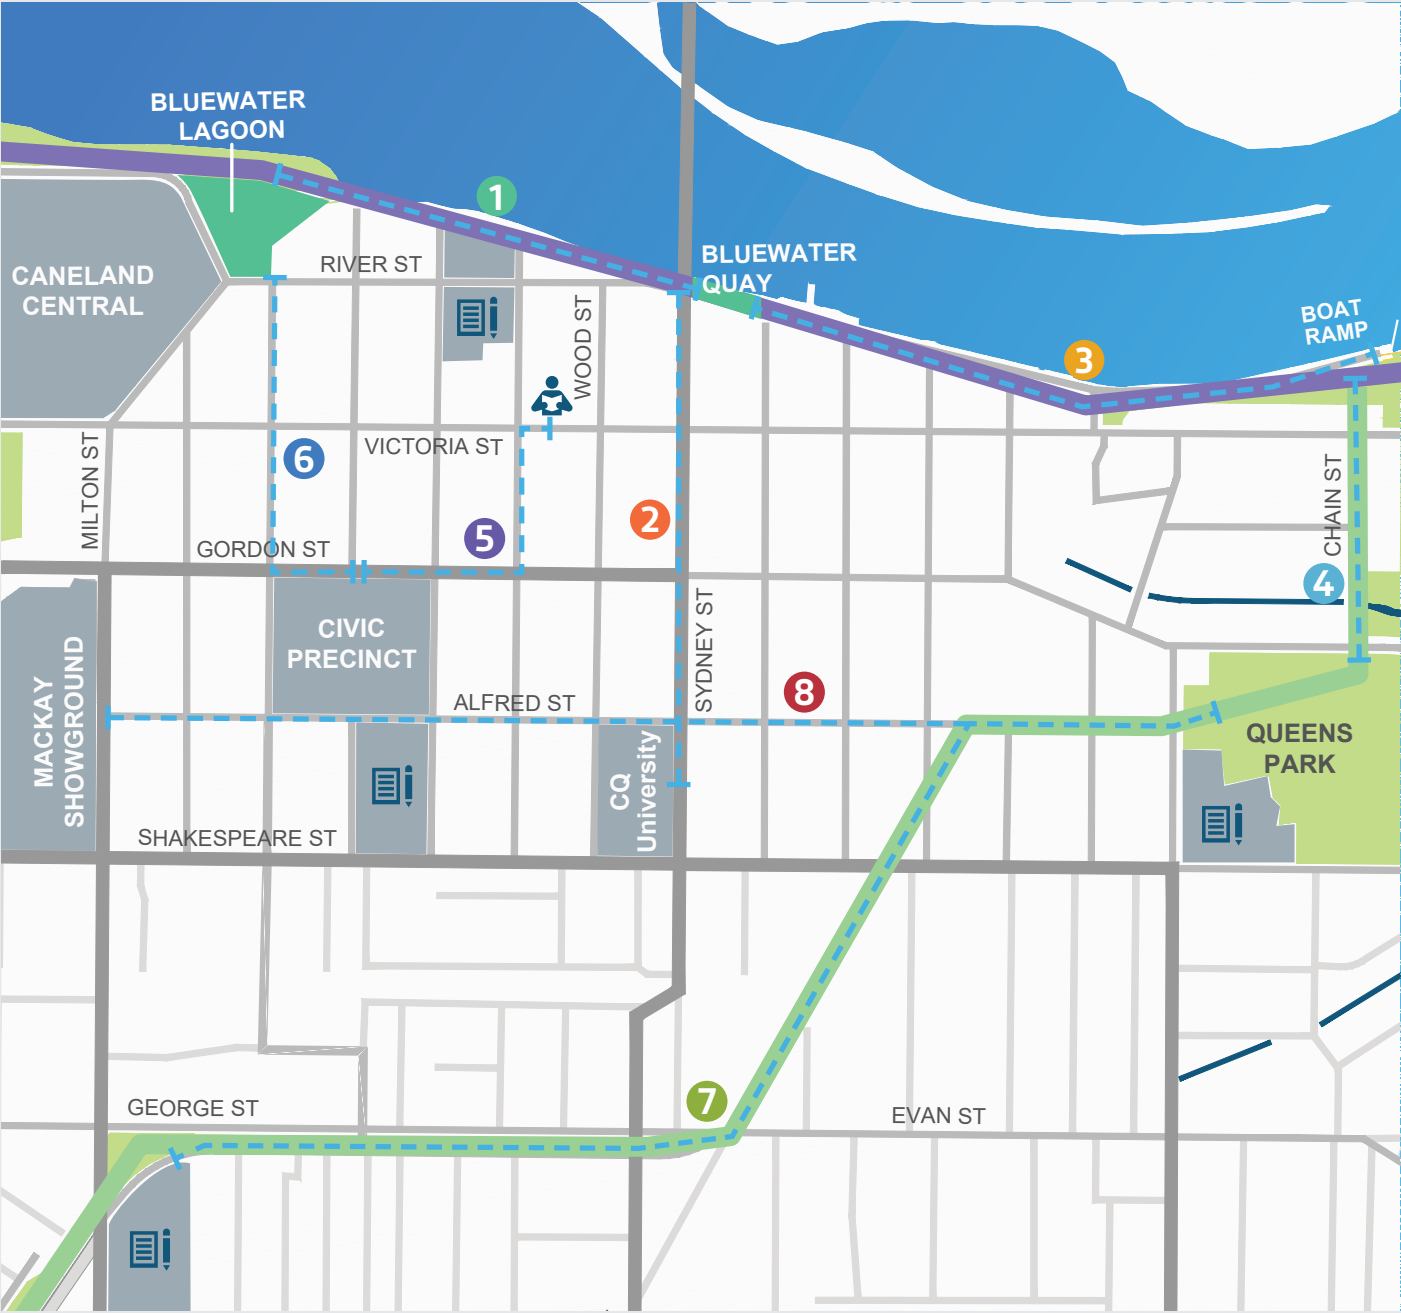 BLUEWATER
LAGOON
1
BLUEWATER
QUAY
RIVER ST
CANELAND
CENTRAL
WOOD ST
BOAT
RAMP
3
VICTORIA ST
6
MILTON ST
2
5
GORDON ST
CHAIN ST
4
CIVIC
PRECINCT
SYDNEY ST
MACKAY
SHOWGROUND
ALFRED ST
8
QUEENS
PARK
CQ
University
SHAKESPEARE ST
7
GEORGE ST
EVAN ST